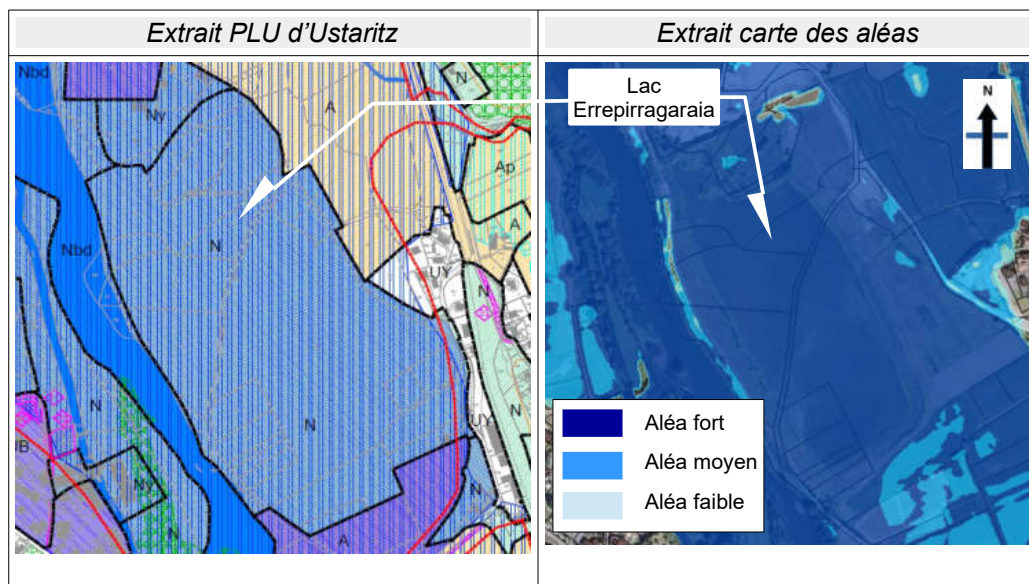 Extrait PLU d'Ustaritz
Extrait carte des aléas
Lac
Errepirragaraia
N
Nbd
Ny
A
N
Ap
A
N
UY
N
Nbd
N
N
N
UY
N
UB
Ny
N
N
A
Aléa fort
Aléa moyen
Aléa faible